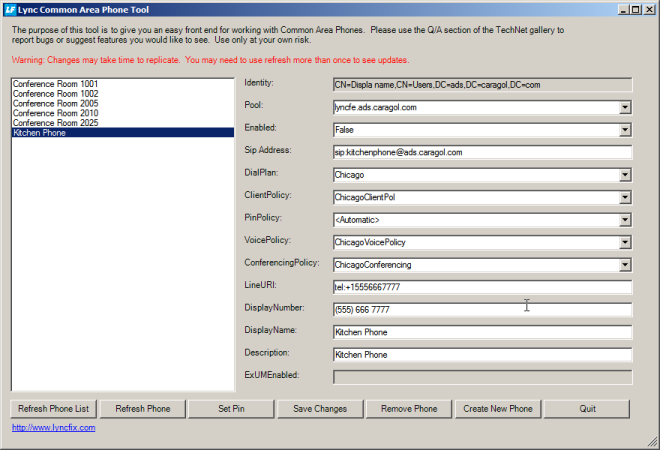 Lync Common Area Phone Tool
The purpose of this tool is to give you an easy front end for working with Common Area Phones. Please use the Q/A section of the TechNet gallery to
report bugs or suggest features you would like to see. Use only at your own risk.
Warning: Changes may take time to replicate. You may need to use refresh more than once to see updates.
Conference Room 1001
Conference Room 1002
Conference Room 2005
Conference Room 2010
Conference Room 2025
Kitchen Phone
Identity: CN=Displa name,CN=Users,DC=ads,DC=caragol,DC=com
Pool: lyncfe.ads.caragol.com
Enabled: False
Sip Address: sip:kitchenphone@ads.caragol.com
DialPlan: Chicago
ClientPolicy: ChicagoClientPol
PinPolicy: <Automatic>
VoicePolicy: ChicagoVoicePolicy
ConferencingPolicy: ChicagoConferencing
LineURI: tel:+15556667777
DisplayNumber: (555) 666 7777
DisplayName: Kitchen Phone
Description: Kitchen Phone
ExUMEnabled:
Refresh Phone List Refresh Phone Set Pin Save Changes Remove Phone Create New Phone Quit
http://www.lyncfix.com